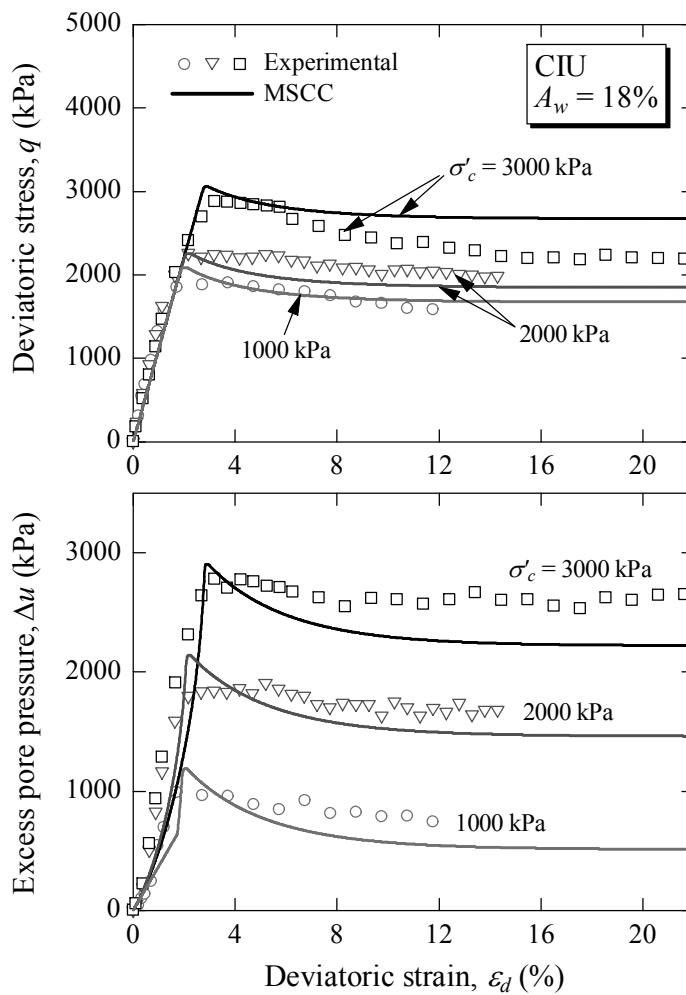 5000
4000
3000
2000
1000
0
Deviatoric stress, q (kPa)
Experimental
MSCC
CIU
A_w = 18%
σ'_c = 3000 kPa
2000 kPa
1000 kPa
0 4 8 12 16 20
3000
2000
1000
0
Excess pore pressure, Δu (kPa)
σ'_c = 3000 kPa
2000 kPa
1000 kPa
0 4 8 12 16 20
Deviatoric strain, ε_d (%)